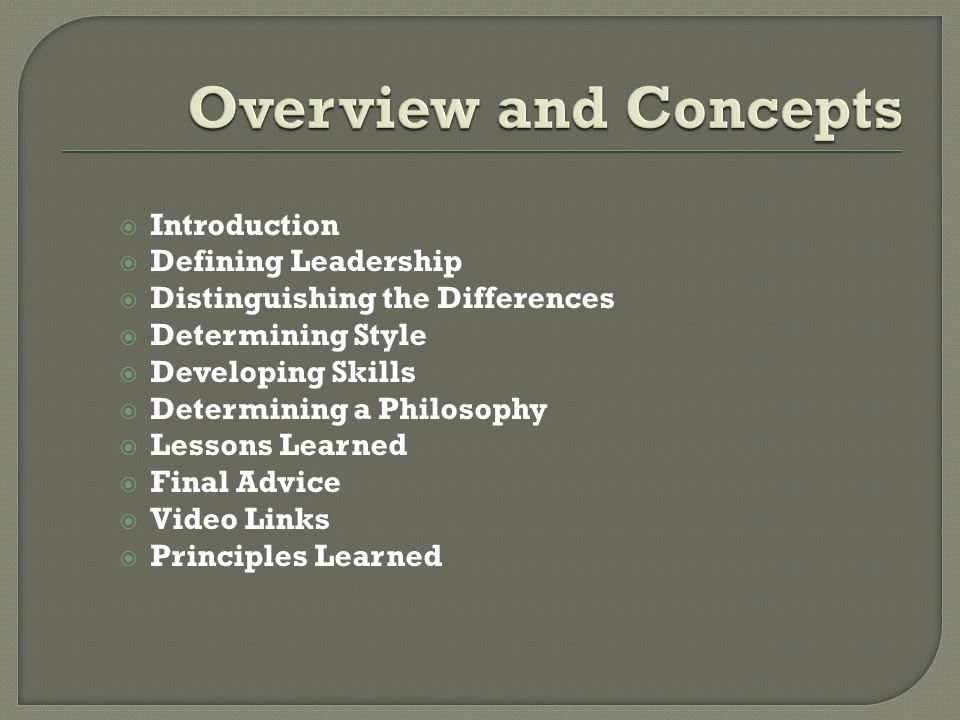 Overview and Concepts
Introduction
Defining Leadership
Distinguishing the Differences
Determining Style
Developing Skills
Determining a Philosophy
Lessons Learned
Final Advice
Video Links
Principles Learned